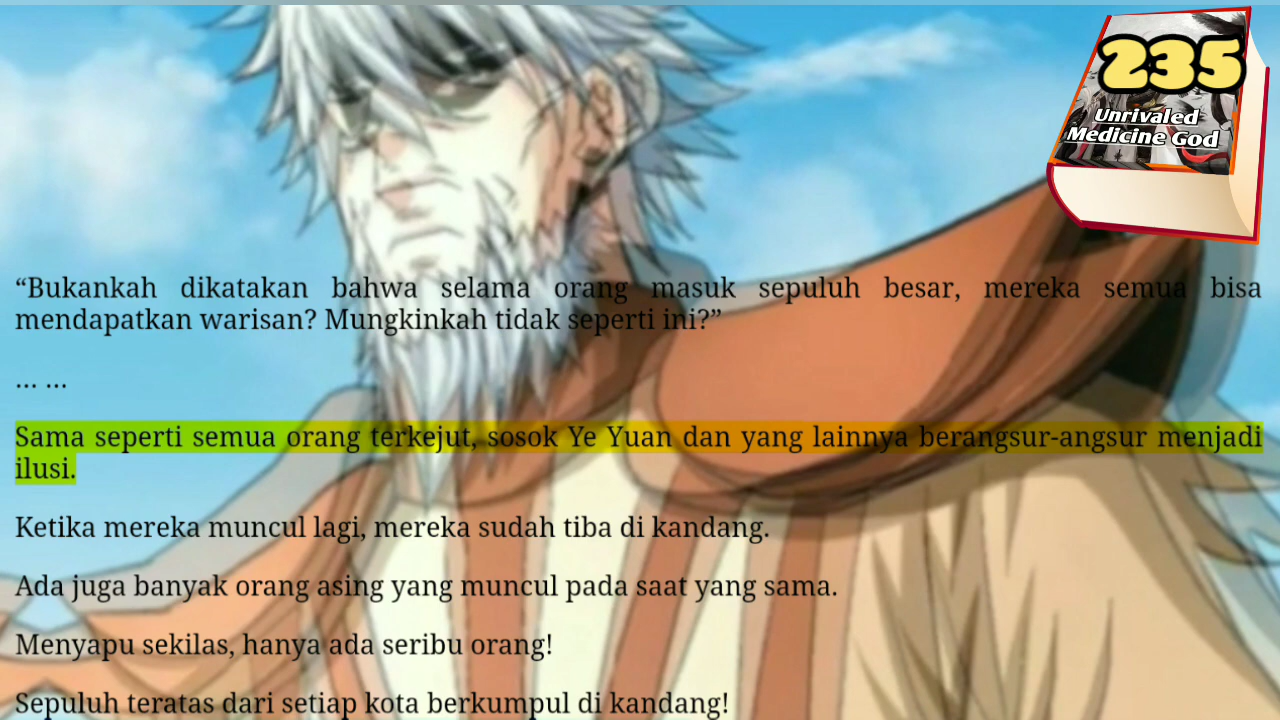 235
Unrivaled
Medicine God
“Bukankah dikatakan bahwa selama orang masuk sepuluh besar, mereka semua bisa
mendapatkan warisan? Mungkinkah tidak seperti ini?”
... ...
Sama seperti semua orang terkejut, sosok Ye Yuan dan yang lainnya berangsur-angsur menjadi
ilusi.
Ketika mereka muncul lagi, mereka sudah tiba di kandang.
Ada juga banyak orang asing yang muncul pada saat yang sama.
Menyapu sekilas, hanya ada seribu orang!
Sepuluh teratas dari setiap kota berkumpul di kandang!